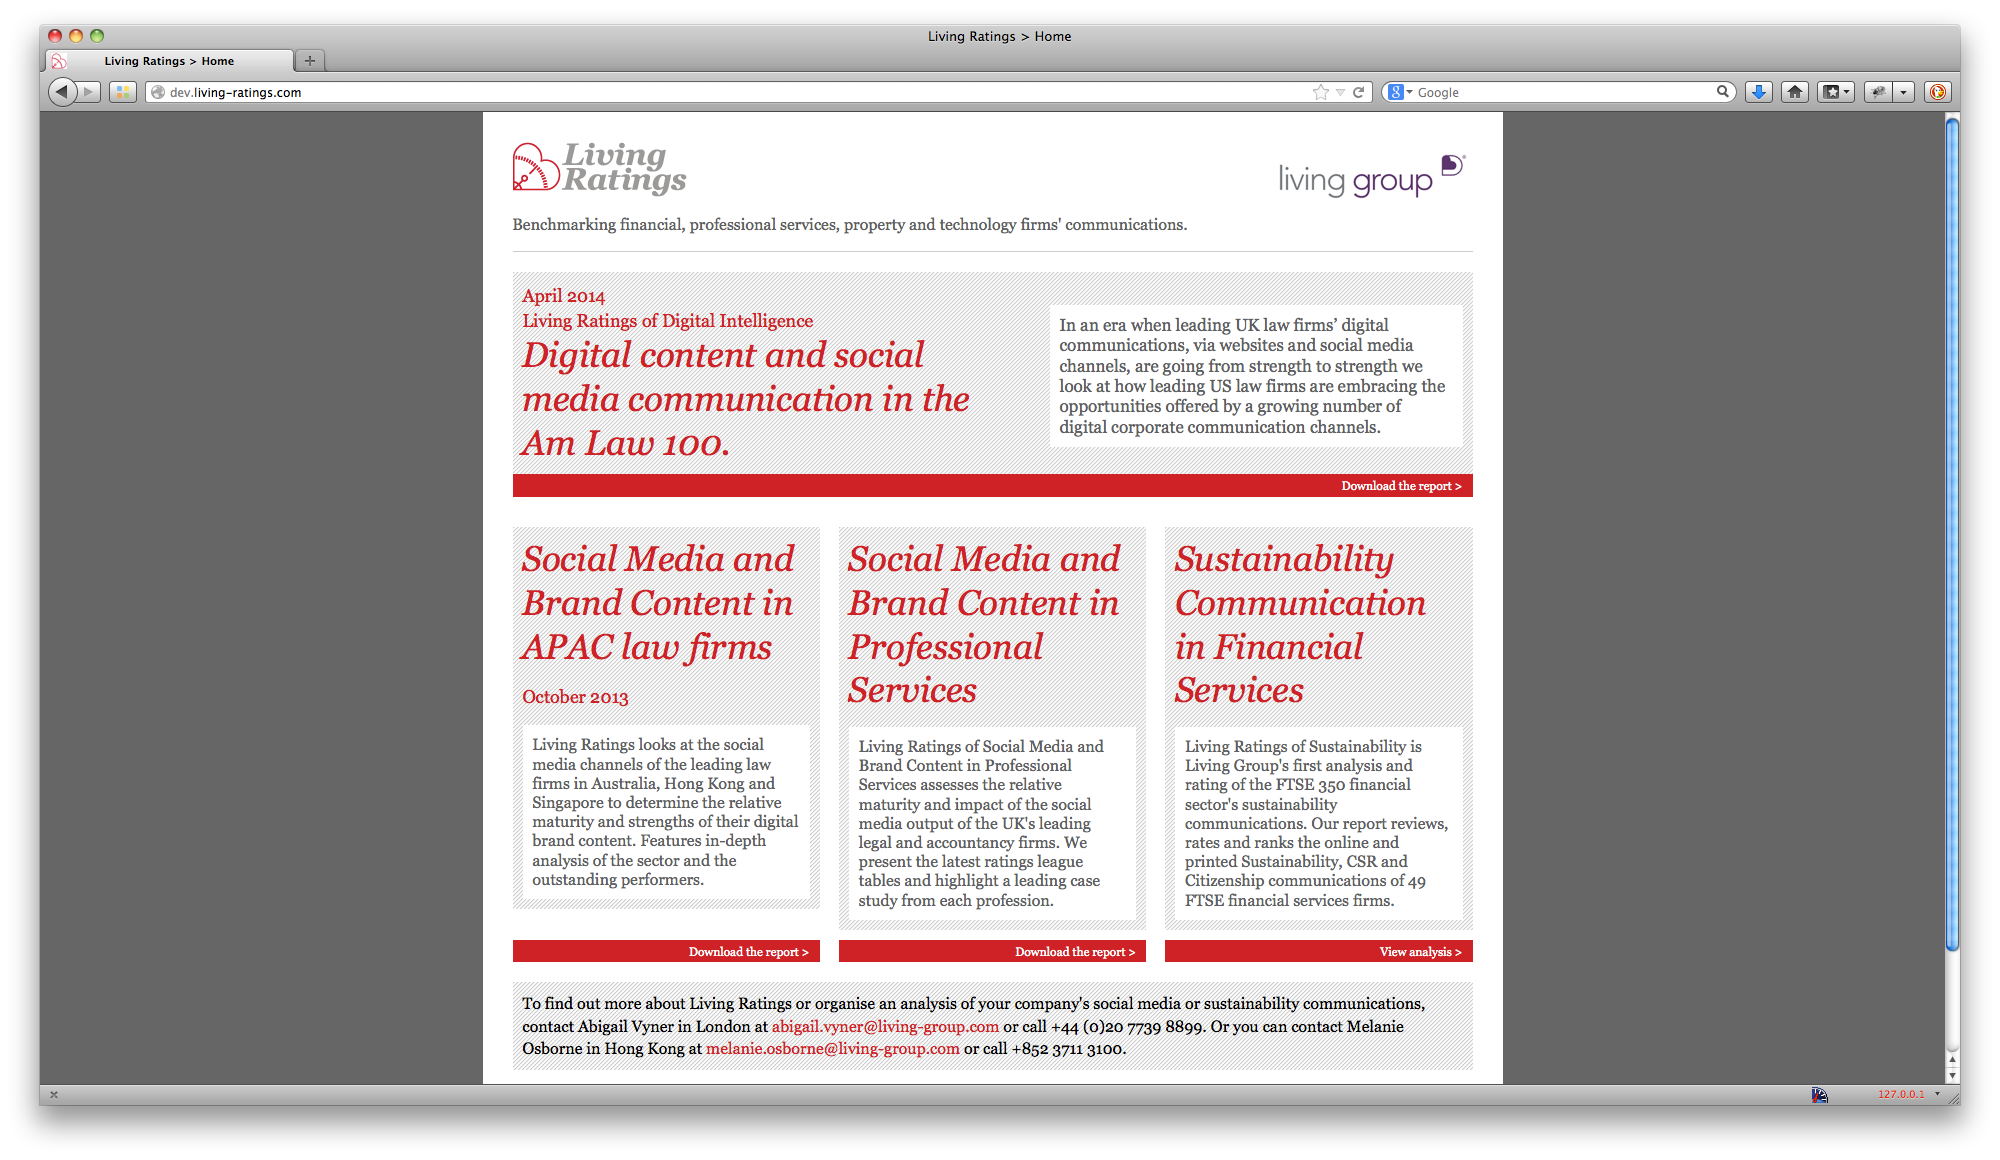 Living Ratings > Home
Living Ratings > Home
dev.living-ratings.com
Google
Living
Ratings
living group
Benchmarking financial, professional services, property and technology firms' communications.
April 2014
Living Ratings of Digital Intelligence
Digital content and social
media communication in the
Am Law 100.
In an era when leading UK law firms’ digital
communications, via websites and social media
channels, are going from strength to strength we
look at how leading US law firms are embracing the
opportunities offered by a growing number of
digital corporate communication channels.
Download the report >
Social Media and
Brand Content in
APAC law firms
October 2013
Living Ratings looks at the social
media channels of the leading law
firms in Australia, Hong Kong and
Singapore to determine the relative
maturity and strengths of their digital
brand content. Features in-depth
analysis of the sector and the
outstanding performers.
Download the report >
Social Media and
Brand Content in
Professional
Services
Living Ratings of Social Media and
Brand Content in Professional
Services assesses the relative
maturity and impact of the social
media output of the UK's leading
legal and accountancy firms. We
present the latest ratings league
tables and highlight a leading case
study from each profession.
Download the report >
Sustainability
Communication
in Financial
Services
Living Ratings of Sustainability is
Living Group's first analysis and
rating of the FTSE 350 financial
sector's sustainability
communications. Our report reviews,
rates and ranks the online and
printed Sustainability, CSR and
Citizenship communications of 49
FTSE financial services firms.
View analysis >
To find out more about Living Ratings or organise an analysis of your company's social media or sustainability communications,
contact Abigail Vyner in London at abigail.vyner@living-group.com or call +44 (0)20 7739 8899. Or you can contact Melanie
Osborne in Hong Kong at melanie.osborne@living-group.com or call +852 3711 3100.
127.0.0.1